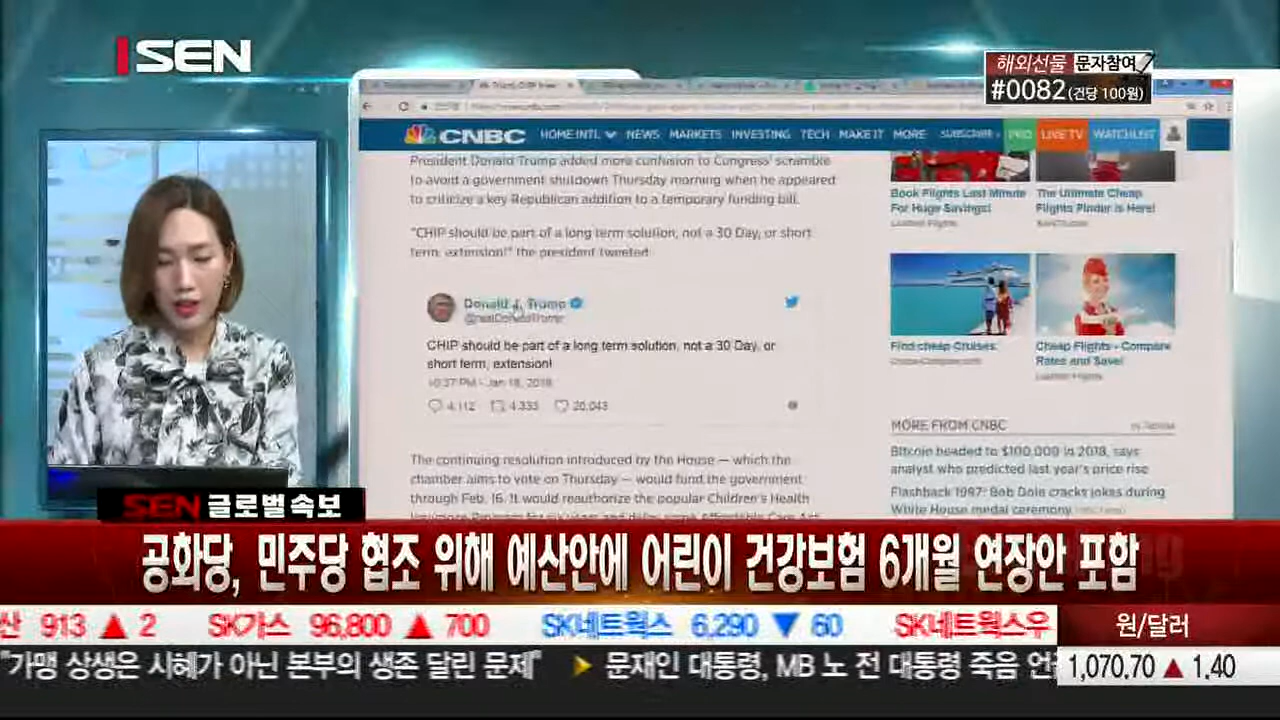 SEN
해외선물 문자참여
#0082(건당 100원)
CNBC HOME INTL NEWS MARKETS INVESTING TECH MAKE IT MORE SUBSCRIBE PRO LIVE TV WATCHLIST
President Donald Trump added more confusion to Congress' scramble
to avoid a government shutdown Thursday morning when he appeared
to criticize a key Republican addition to a temporary funding bill.
"CHIP should be part of a long term solution, not a 30 Day, or short
term, extension!" the president tweeted.
Donald J. Trump
@realDonaldTrump
CHIP should be part of a long term solution, not a 30 Day, or
short term, extension!
10:37 PM - Jan 18, 2018
4,112 4,333 20,043
The continuing resolution introduced by the House — which the
chamber aims to vote on Thursday — would fund the government
through Feb. 16. It would reauthorize the popular Children's Health
Book Flights Last Minute
For Huge Savings!
The Ultimate Cheap
Flights Finder is Here!
Find cheap Cruises
Cheap Flights - Compare
Rates and Save!
MORE FROM CNBC
Bitcoin headed to $100,000 in 2018, says
analyst who predicted last year's price rise
Flashback 1997: Bob Dole cracks jokes during
White House medal ceremony
SEN 글로벌속보
공화당, 민주당 협조 위해 예산안에 어린이 건강보험 6개월 연장안 포함
산 913 ▲ 2 SK가스 96,800 ▲ 700 SK네트웍스 6,290 ▼ 60 SK네트웍스우
원/달러
"가맹 상생은 시혜가 아닌 본부의 생존 달린 문제" 문재인 대통령, MB 노 전 대통령 죽음 언
1,070.70 ▲ 1.40